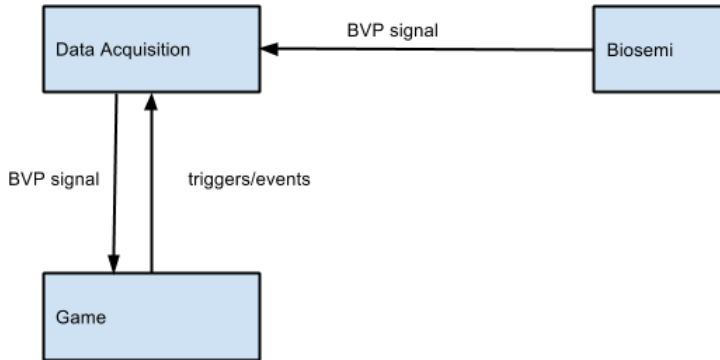 BVP signal
Data Acquisition
Biosemi
BVP signal
triggers/events
Game